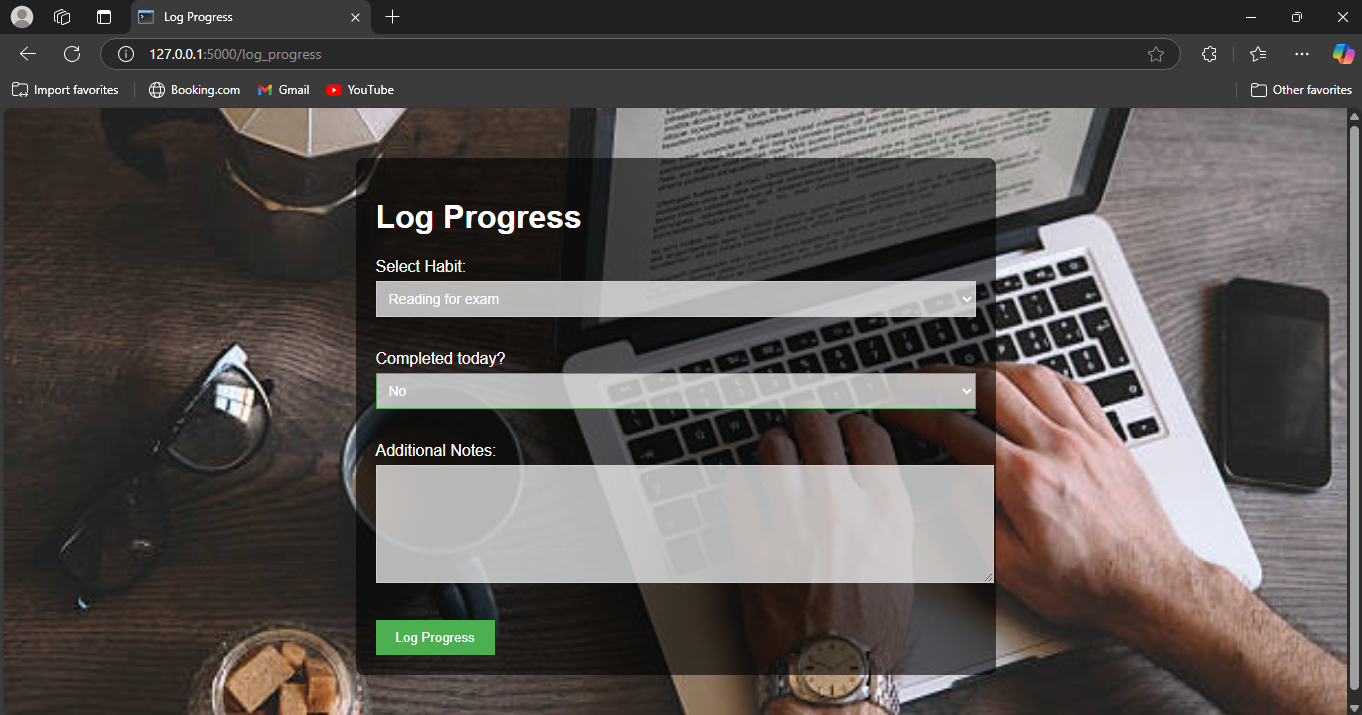 Log Progress
127.0.0.1:5000/log_progress
Import favorites
Booking.com
Gmail
YouTube
Other favorites
Log Progress
Select Habit:
Reading for exam
Completed today?
No
Additional Notes:
Log Progress